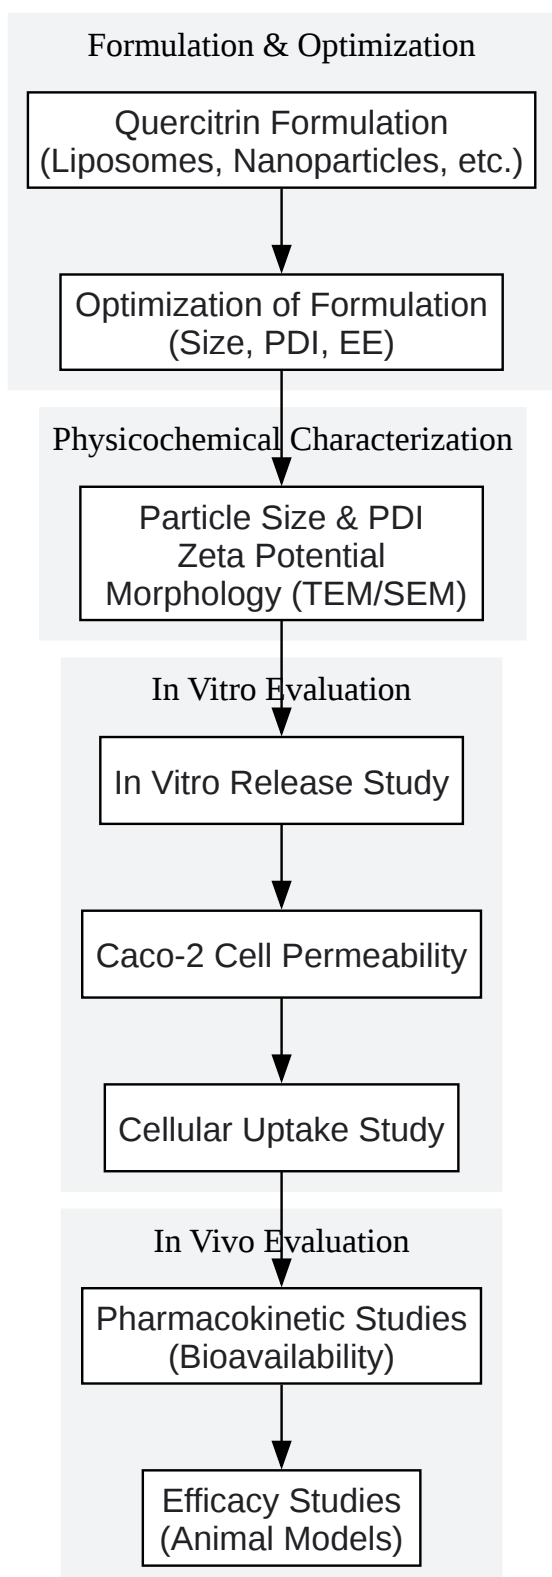 Formulation & Optimization
Quercitrin Formulation
(Liposomes, Nanoparticles, etc.)
Optimization of Formulation
(Size, PDI, EE)
Physicochemical Characterization
Particle Size & PDI
Zeta Potential
Morphology (TEM/SEM)
In Vitro Evaluation
In Vitro Release Study
Caco-2 Cell Permeability
Cellular Uptake Study
In Vivo Evaluation
Pharmacokinetic Studies
(Bioavailability)
Efficacy Studies
(Animal Models)